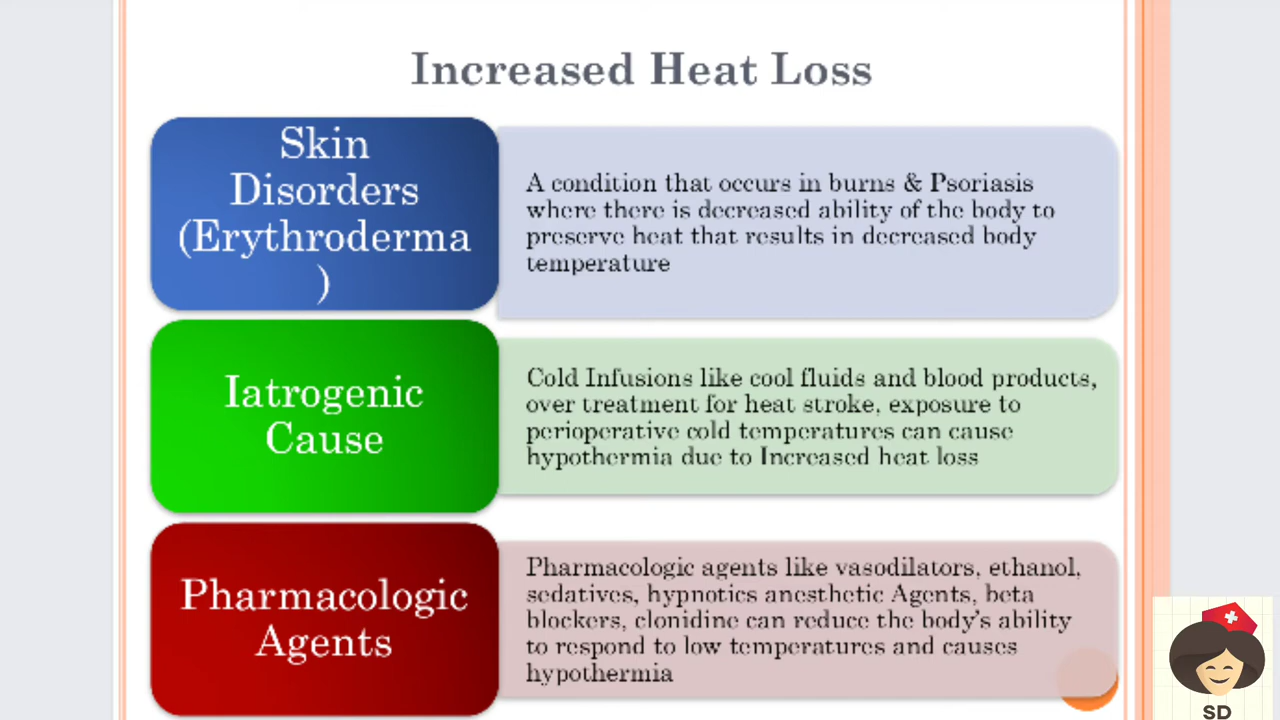 Increased Heat Loss
Skin
Disorders
(Erythroderma
)
A condition that occurs in burns & Psoriasis
where there is decreased ability of the body to
preserve heat that results in decreased body
temperature
Iatrogenic
Cause
Cold Infusions like cool fluids and blood products,
over treatment for heat stroke, exposure to
perioperative cold temperatures can cause
hypothermia due to Increased heat loss
Pharmacologic
Agents
Pharmacologic agents like vasodilators, ethanol,
sedatives, hypnotics anesthetic Agents, beta
blockers, clonidine can reduce the body's ability
to respond to low temperatures and causes
hypothermia
SD